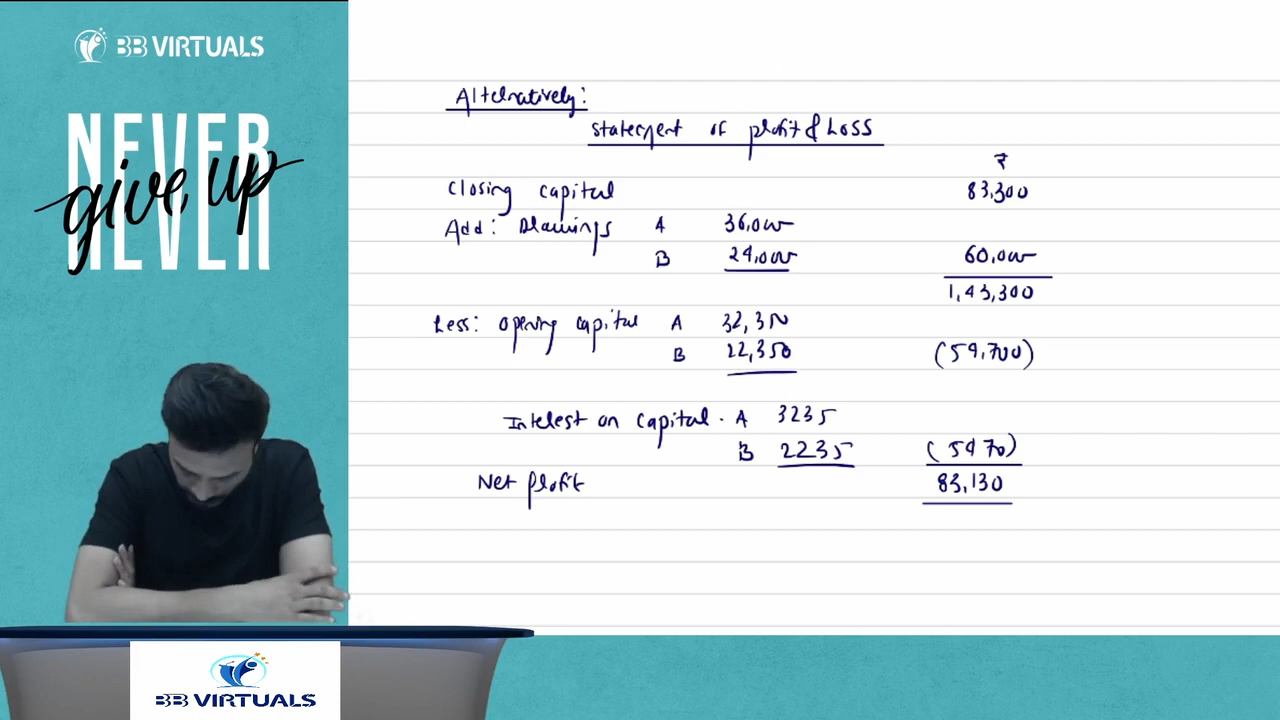 BB VIRTUALS
NEVER
give up
NEVER
Alternatively:
Statement of profit & Loss
₹
Closing capital 83,300
Add: Drawings A 36,000
B 24,000 60,000
1,43,300
Less: Opening capital A 32,350
B 22,350 (54,700)
Interest on capital. A 3235
B 2235 (5470)
Net profit 83,130
BB VIRTUALS